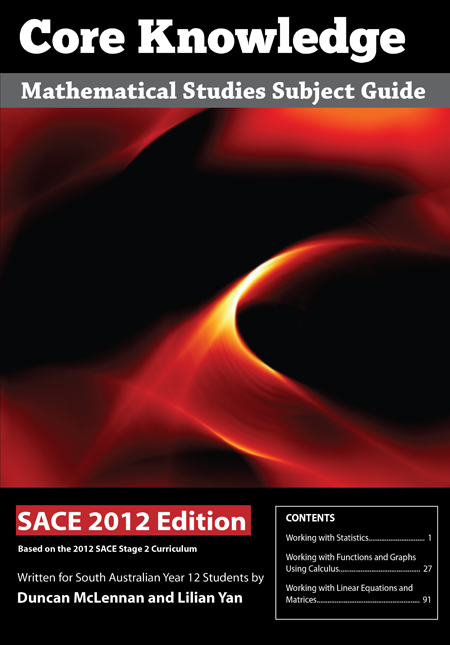 Core Knowledge
Mathematical Studies Subject Guide
SACE 2012 Edition
Based on the 2012 SACE Stage 2 Curriculum
Written for South Australian Year 12 Students by
Duncan McLennan and Lilian Yan
CONTENTS
Working with Statistics............................. 1
Working with Functions and Graphs
Using Calculus.......................................... 27
Working with Linear Equations and
Matrices..................................................... 91